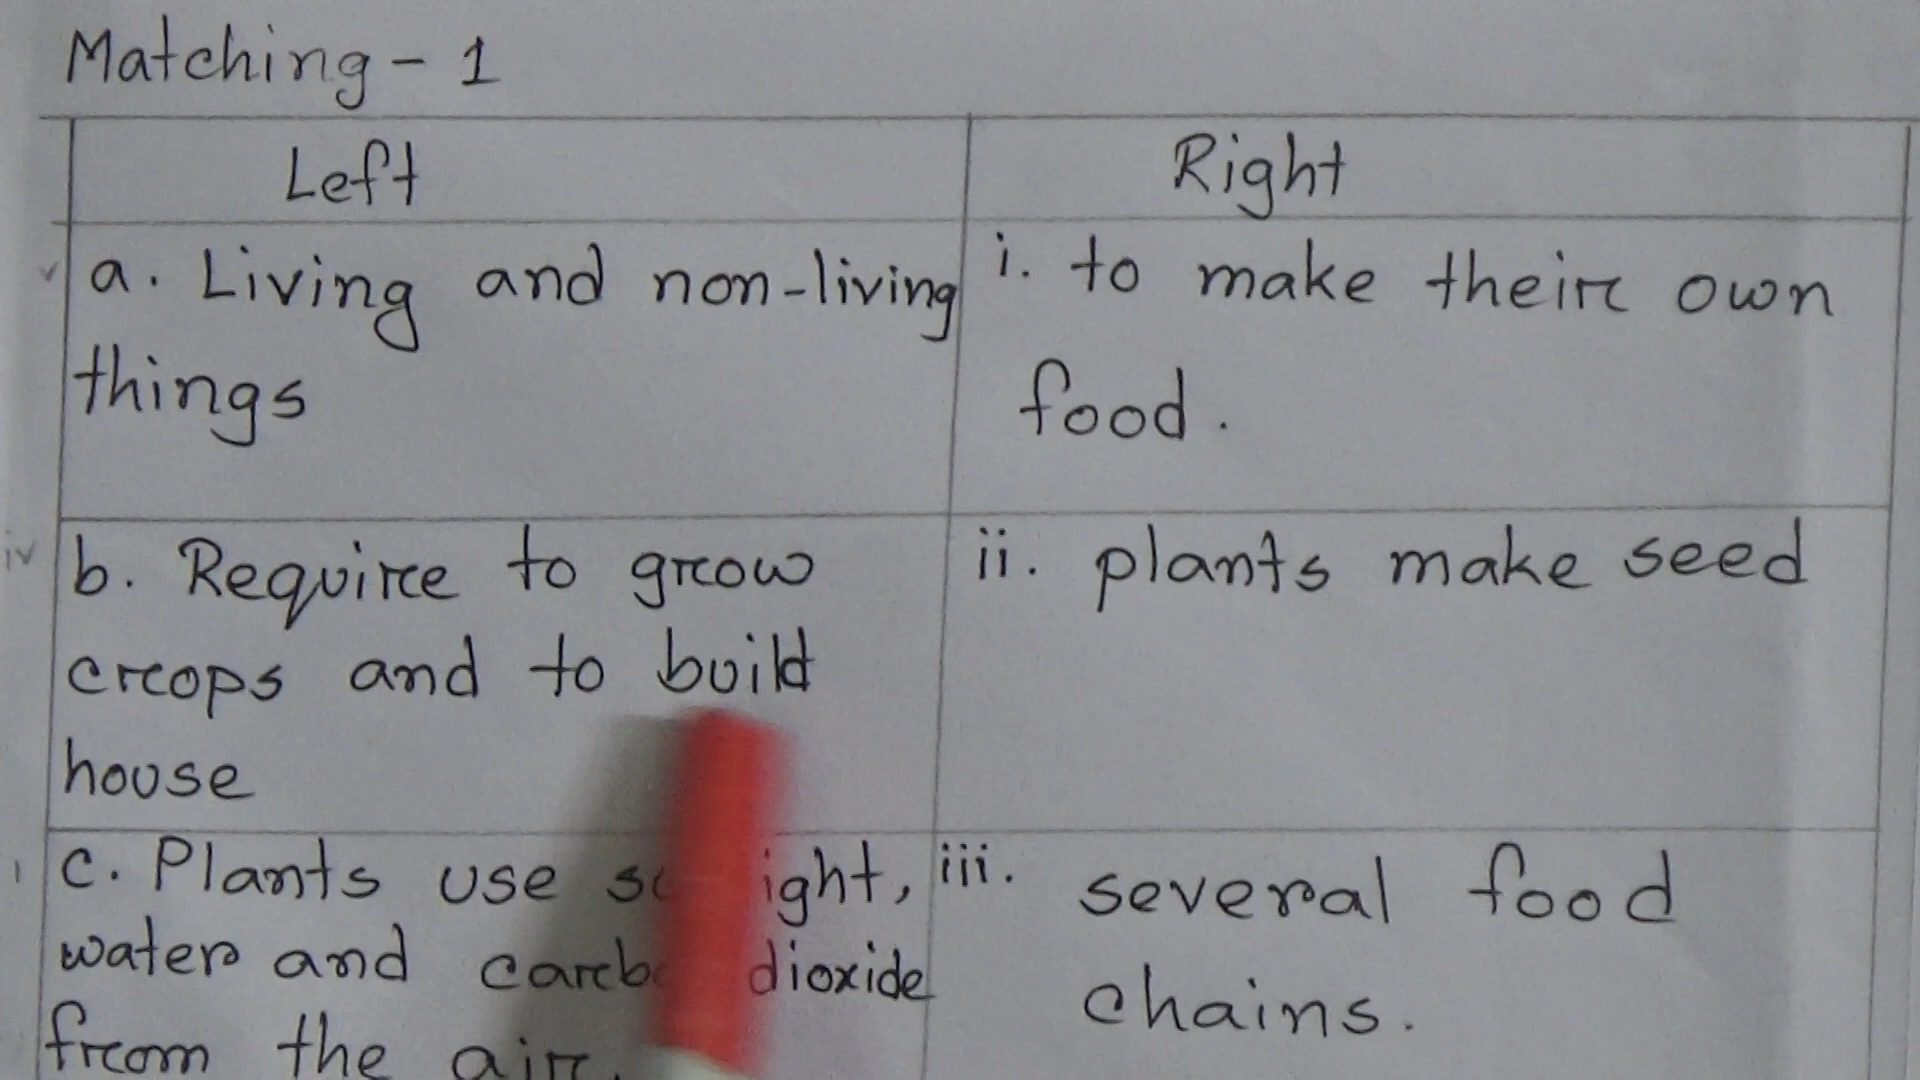 Matching - 1
Left
Right
v
a. Living and non-living
things
i. to make their own
food.
iv
b. Require to grow
crops and to build
house
ii. plants make seed
i
c. Plants use ight,
water and dioxide
from the air.
iii. several food
chains.